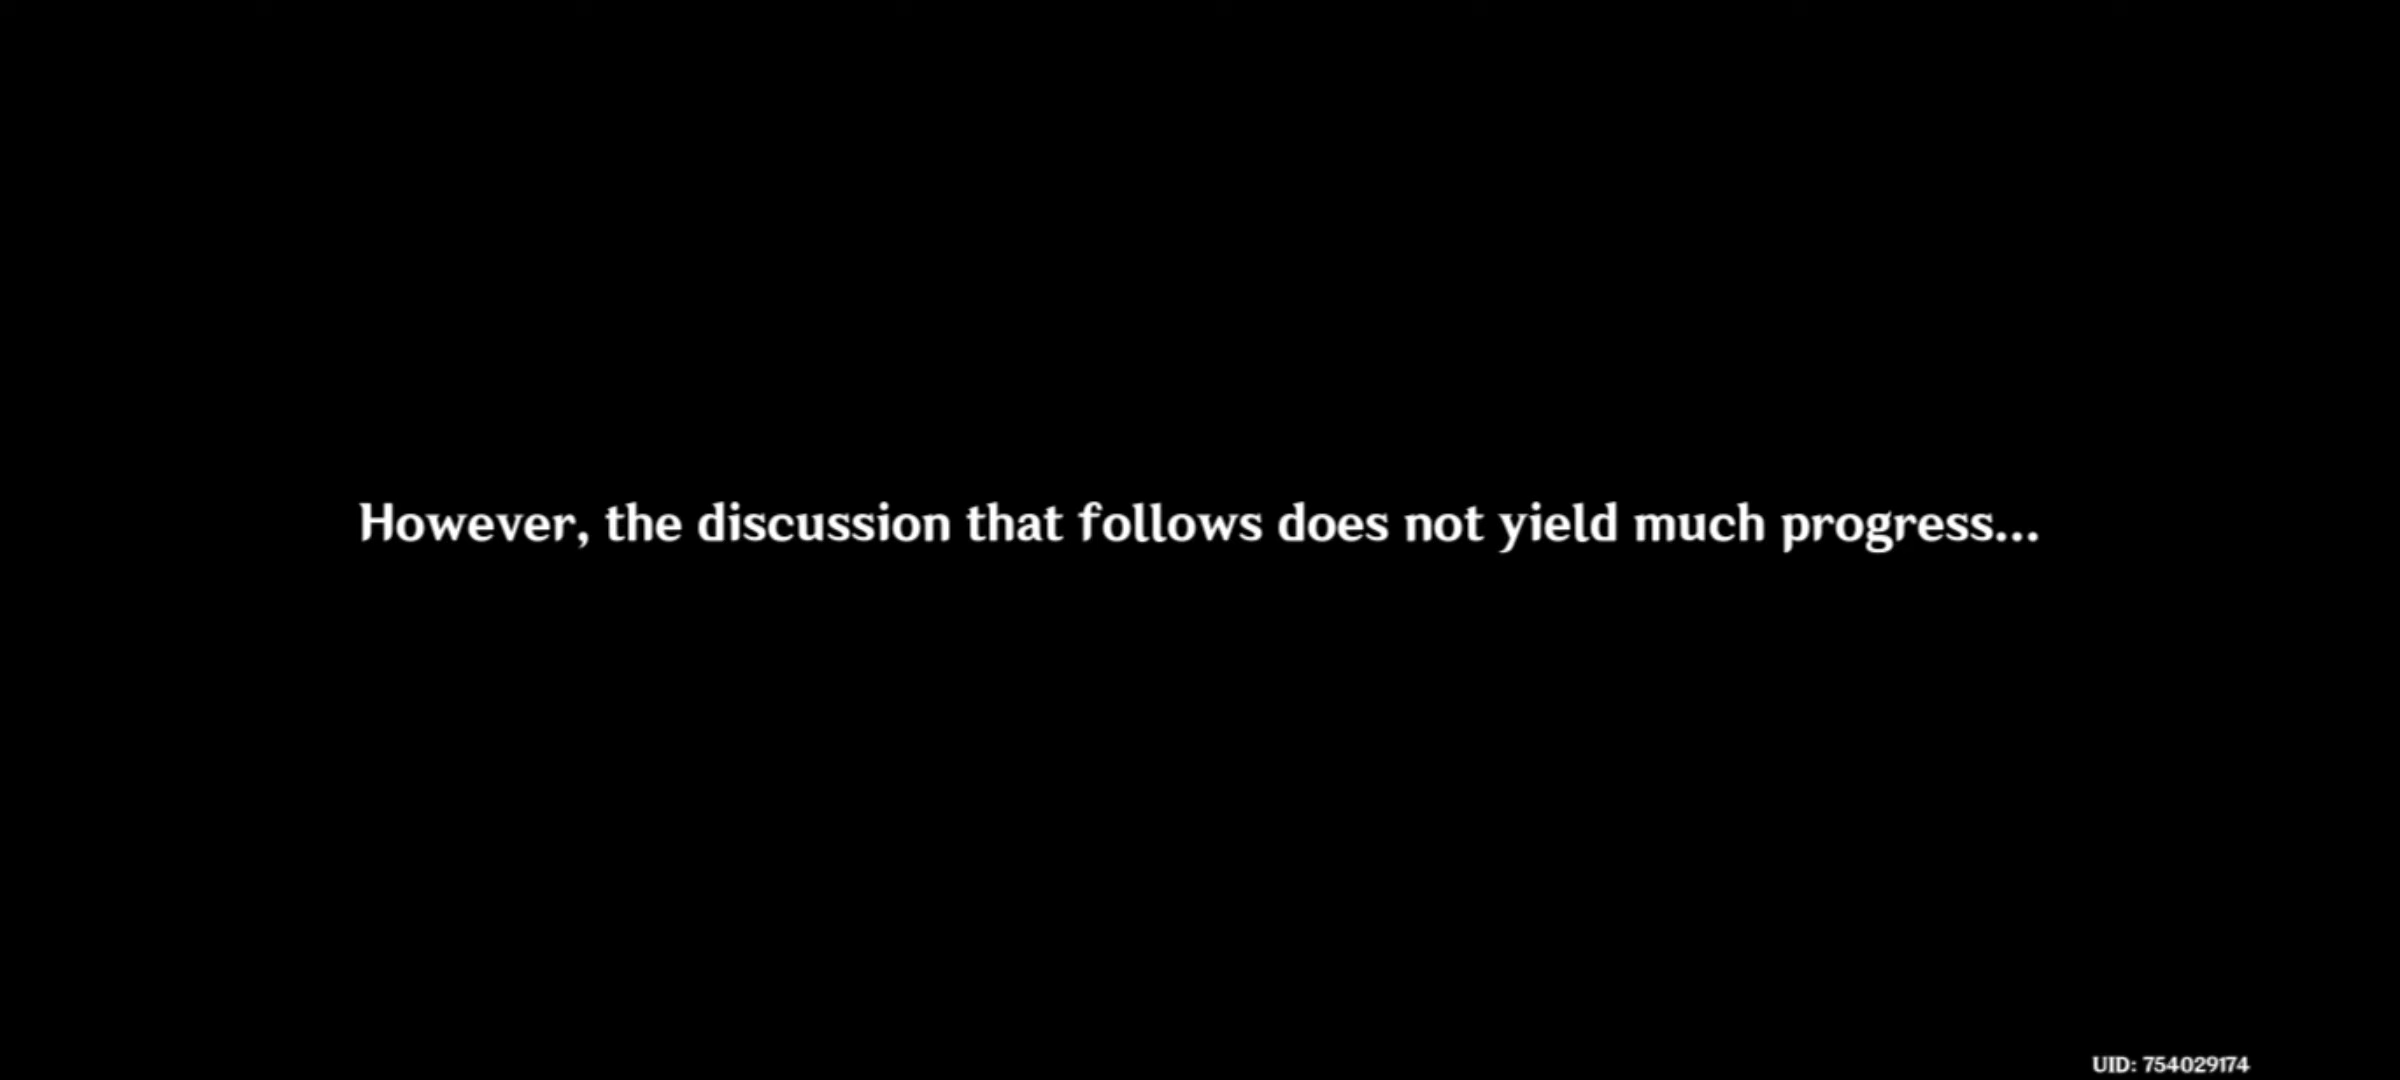 However, the discussion that follows does not yield much progress...
UID: 754029174